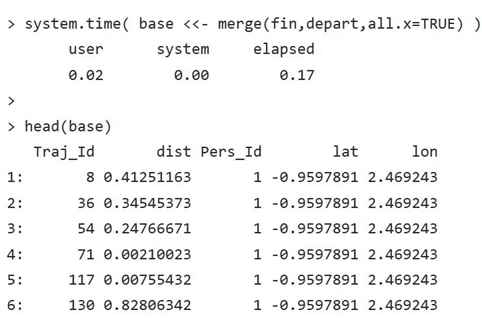 > system.time( base <<- merge(fin,depart,all.x=TRUE) )
user system elapsed
0.02 0.00 0.17
>
> head(base)
Traj_Id dist Pers_Id lat lon
1: 8 0.41251163 1 -0.9597891 2.469243
2: 36 0.34545373 1 -0.9597891 2.469243
3: 54 0.24766671 1 -0.9597891 2.469243
4: 71 0.00210023 1 -0.9597891 2.469243
5: 117 0.00755432 1 -0.9597891 2.469243
6: 130 0.82806342 1 -0.9597891 2.469243